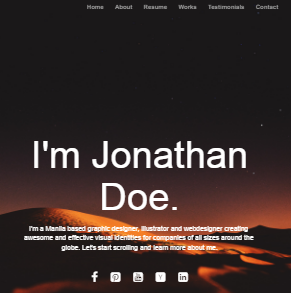 Home About Resume Works Testimonials Contact
I'm Jonathan
Doe.
I'm a Manila based graphic designer, illustrator and webdesigner creating
awesome and effective visual identities for companies of all sizes around the
globe. Let's start scrolling and learn more about me.